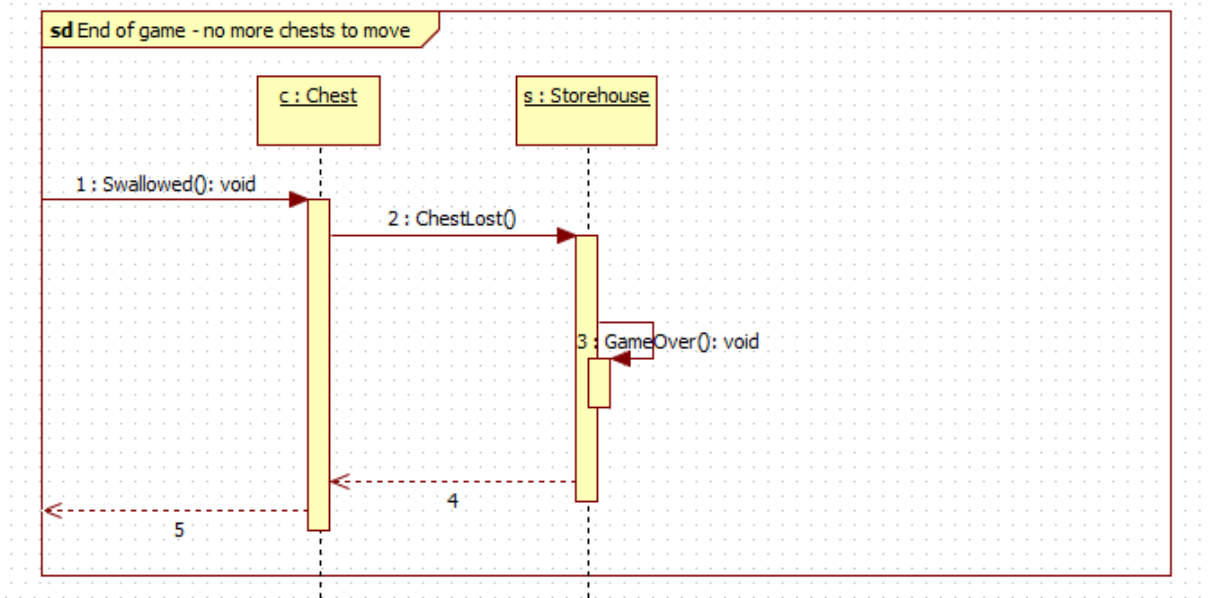 sd End of game - no more chests to move
c : Chest
s : Storehouse
1 : Swallowed(): void
2 : ChestLost()
3 : GameOver(): void
4
5